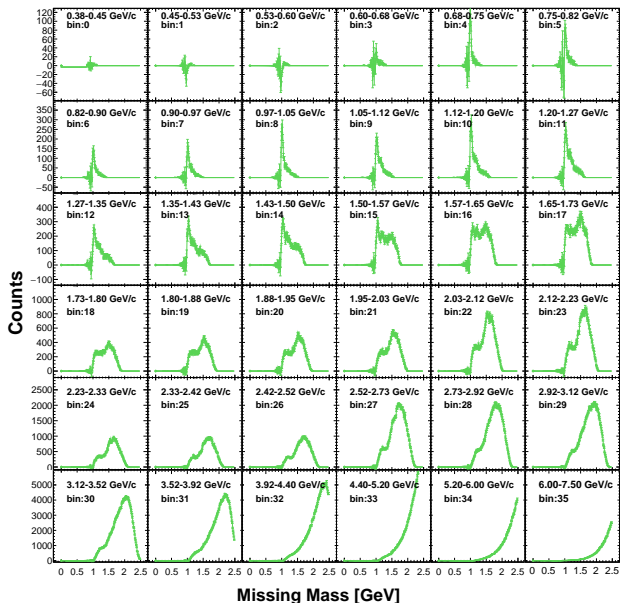 120
100
80
60
40
20
0
−20
−40
−60
0.38-0.45 GeV/c
bin:0
0.45-0.53 GeV/c
bin:1
0.53-0.60 GeV/c
bin:2
0.60-0.68 GeV/c
bin:3
0.68-0.75 GeV/c
bin:4
0.75-0.82 GeV/c
bin:5
350
300
250
200
150
100
50
0
−50
0.82-0.90 GeV/c
bin:6
0.90-0.97 GeV/c
bin:7
0.97-1.05 GeV/c
bin:8
1.05-1.12 GeV/c
bin:9
1.12-1.20 GeV/c
bin:10
1.20-1.27 GeV/c
bin:11
400
300
200
100
0
−100
1.27-1.35 GeV/c
bin:12
1.35-1.43 GeV/c
bin:13
1.43-1.50 GeV/c
bin:14
1.50-1.57 GeV/c
bin:15
1.57-1.65 GeV/c
bin:16
1.65-1.73 GeV/c
bin:17
Counts
1000
800
600
400
200
0
1.73-1.80 GeV/c
bin:18
1.80-1.88 GeV/c
bin:19
1.88-1.95 GeV/c
bin:20
1.95-2.03 GeV/c
bin:21
2.03-2.12 GeV/c
bin:22
2.12-2.23 GeV/c
bin:23
2500
2000
1500
1000
500
0
2.23-2.33 GeV/c
bin:24
2.33-2.42 GeV/c
bin:25
2.42-2.52 GeV/c
bin:26
2.52-2.73 GeV/c
bin:27
2.73-2.92 GeV/c
bin:28
2.92-3.12 GeV/c
bin:29
5000
4000
3000
2000
1000
0
3.12-3.52 GeV/c
bin:30
3.52-3.92 GeV/c
bin:31
3.92-4.40 GeV/c
bin:32
4.40-5.20 GeV/c
bin:33
5.20-6.00 GeV/c
bin:34
6.00-7.50 GeV/c
bin:35
0 0.5 1 1.5 2 2.5 0 0.5 1 1.5 2 2.5 0 0.5 1 1.5 2 2.5 0 0.5 1 1.5 2 2.5 0 0.5 1 1.5 2 2.5 0 0.5 1 1.5 2 2.5
Missing Mass [GeV]